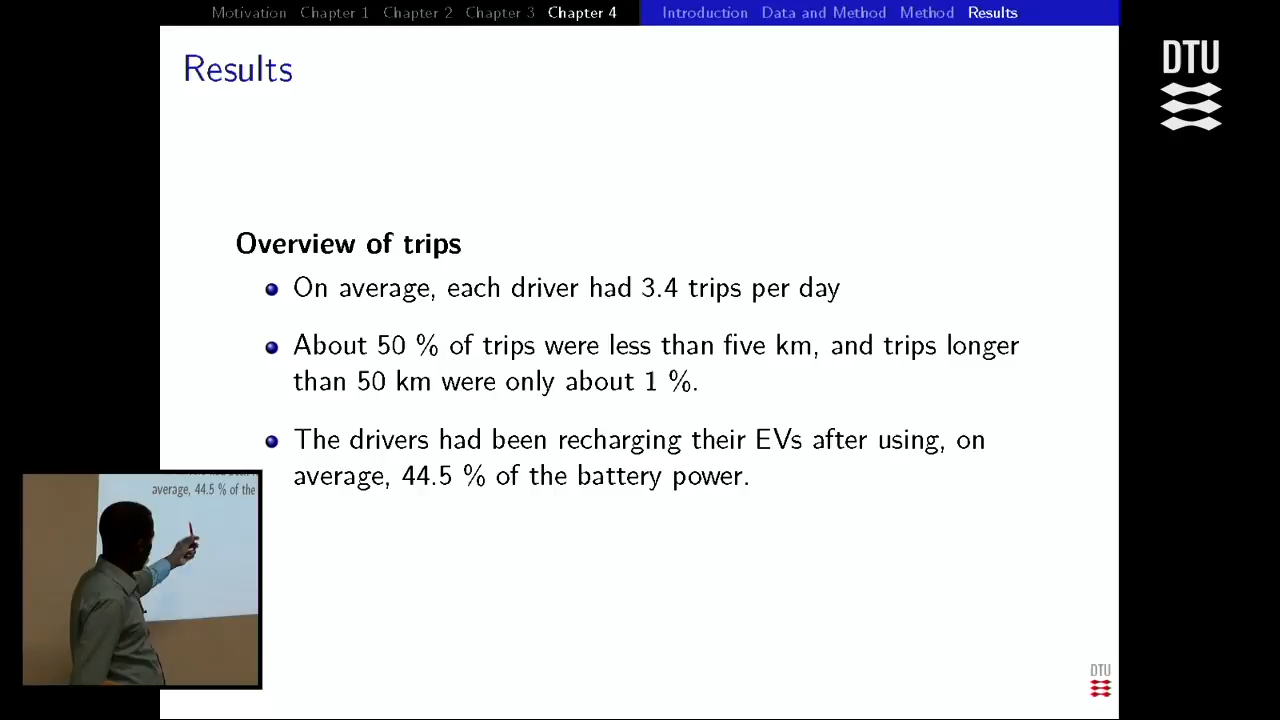 Motivation Chapter 1 Chapter 2 Chapter 3 Chapter 4 Introduction Data and Method Method Results
DTU
Results
Overview of trips
On average, each driver had 3.4 trips per day
About 50 % of trips were less than five km, and trips longer
than 50 km were only about 1 %.
The drivers had been recharging their EVs after using, on
average, 44.5 % of the battery power.
average, 44.5 % of the
DTU